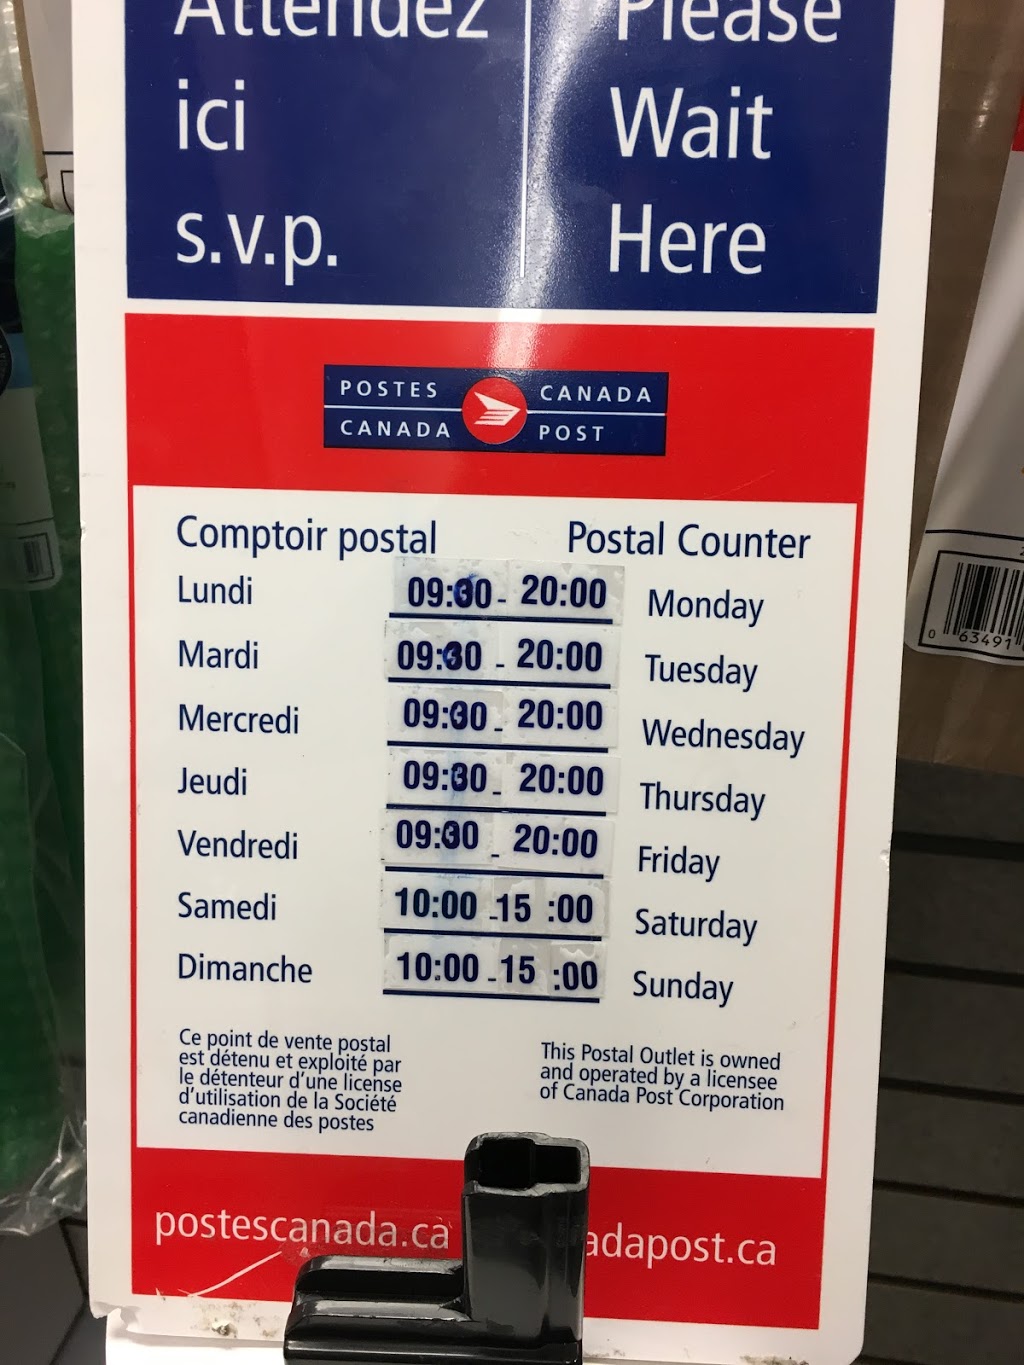 Attendez
ici
s.v.p.
Please
Wait
Here
POSTES
CANADA
CANADA
POST
Comptoir postal Postal Counter
Lundi 09:30 - 20:00 Monday
Mardi 09:30 - 20:00 Tuesday
Mercredi 09:30 - 20:00 Wednesday
Jeudi 09:30 - 20:00 Thursday
Vendredi 09:30 - 20:00 Friday
Samedi 10:00 - 15 :00 Saturday
Dimanche 10:00 - 15 :00 Sunday
Ce point de vente postal
est détenu et exploité par
le détenteur d'une license
d'utilisation de la Société
canadienne des postes
This Postal Outlet is owned
and operated by a licensee
of Canada Post Corporation
postescanada.ca
adapost.ca
0 63491